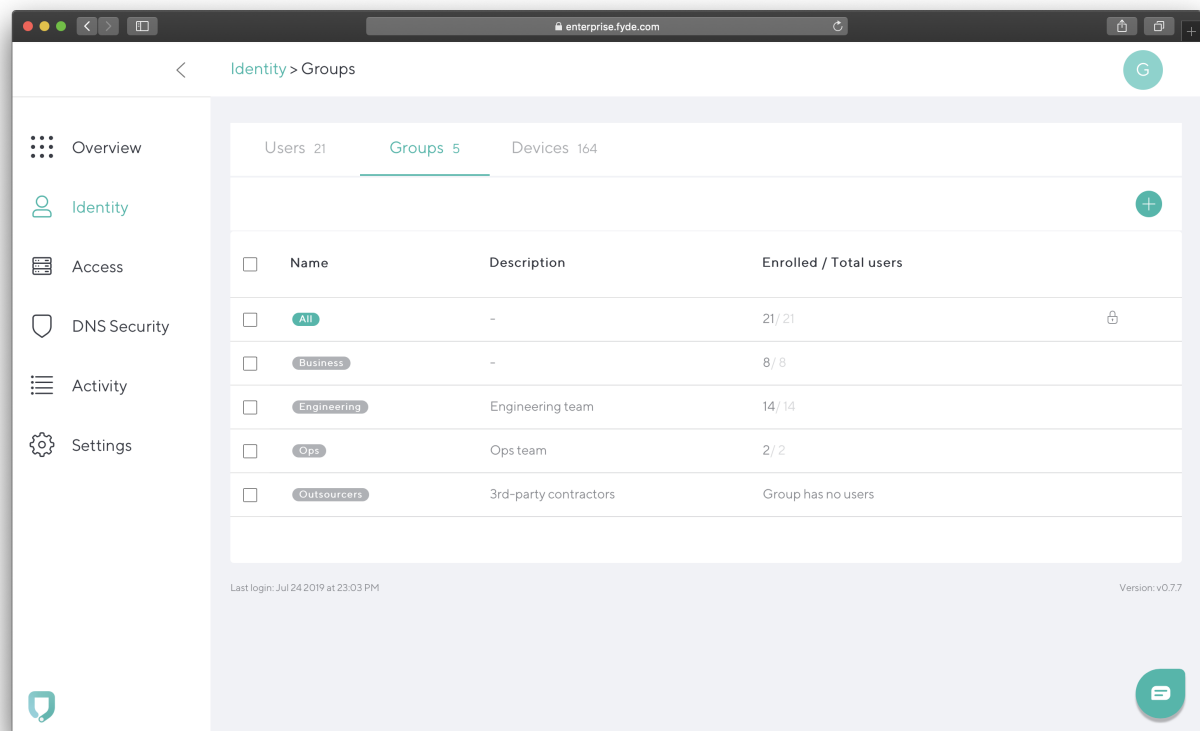 enterprise.fyde.com
Identity > Groups
G
Overview
Identity
Access
DNS Security
Activity
Settings
Users 21 Groups 5 Devices 164
Name Description Enrolled / Total users
All - 21 / 21
Business - 8 / 8
Engineering Engineering team 14 / 14
Ops Ops team 2 / 2
Outsourcers 3rd-party contractors Group has no users
Last login: Jul 24 2019 at 23:03 PM Version: v0.7.7